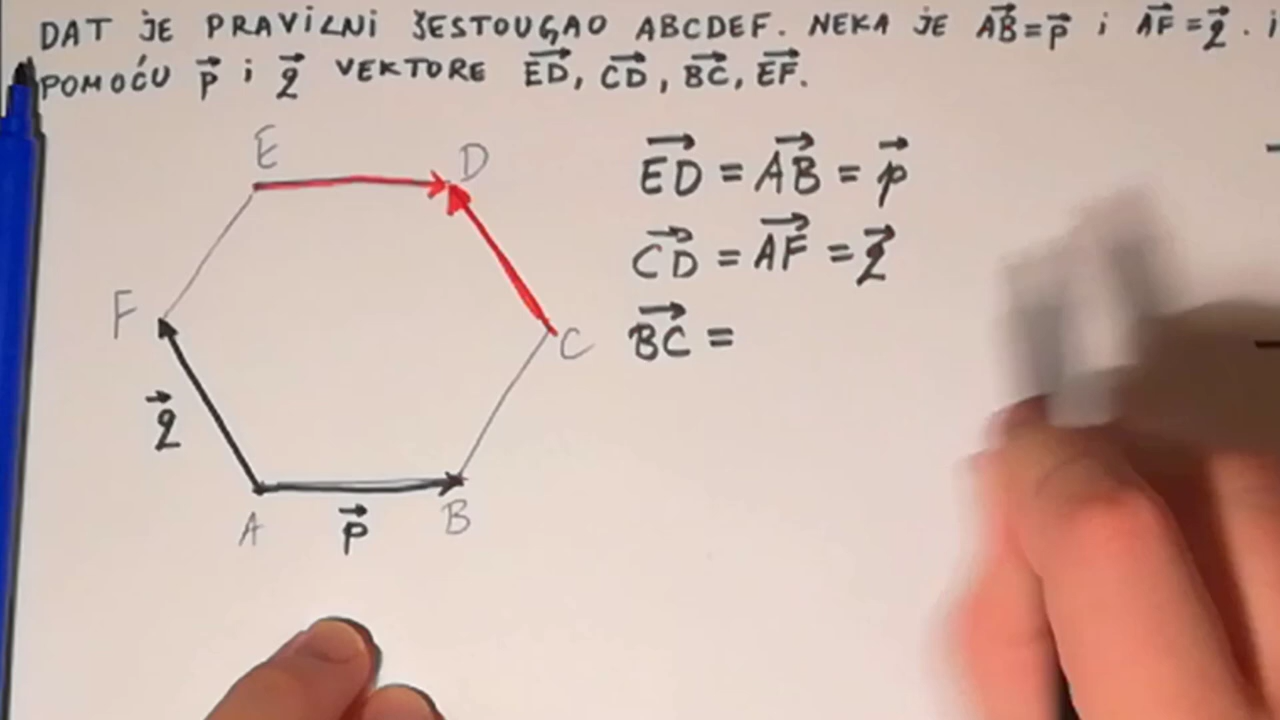 DAT JE PRAVILNI ŠESTOUGAO ABCDEF. NEKA JE AB⃗=p⃗ i AF⃗=q⃗. i
POMOĆU p⃗ i q⃗ VEKTORE ED⃗, CD⃗, BC⃗, EF⃗.
E D
ED⃗ = AB⃗ = p⃗
CD⃗ = AF⃗ = q⃗
F C
BC⃗ =
q⃗
A p⃗ B